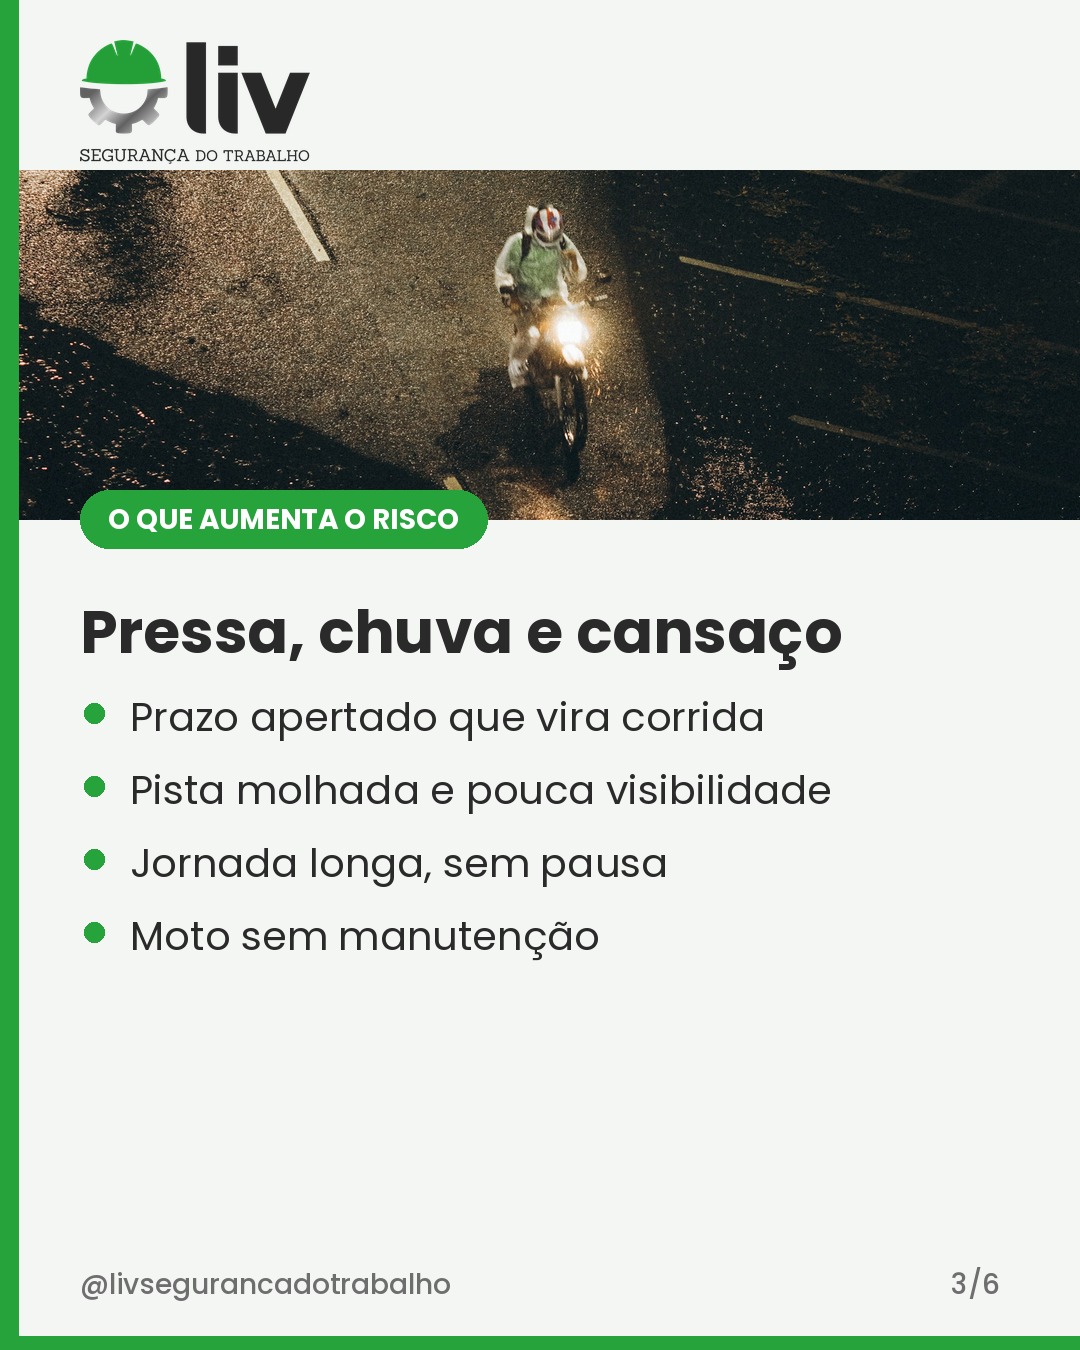 liv
SEGURANÇA DO TRABALHO
O QUE AUMENTA O RISCO
Pressa, chuva e cansaço
Prazo apertado que vira corrida
Pista molhada e pouca visibilidade
Jornada longa, sem pausa
Moto sem manutenção
@livsegurancadotrabalho
3/6